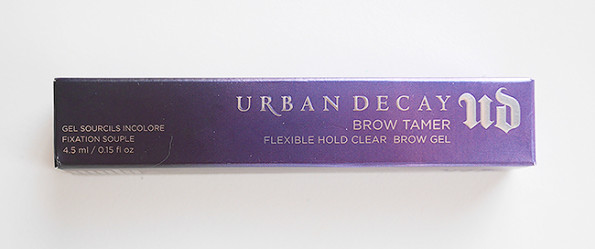 URBAN DECAY
BROW TAMER
FLEXIBLE HOLD CLEAR BROW GEL
ud
GEL SOURCILS INCOLORE
FIXATION SOUPLE
4.5 ml / 0.15 fl oz